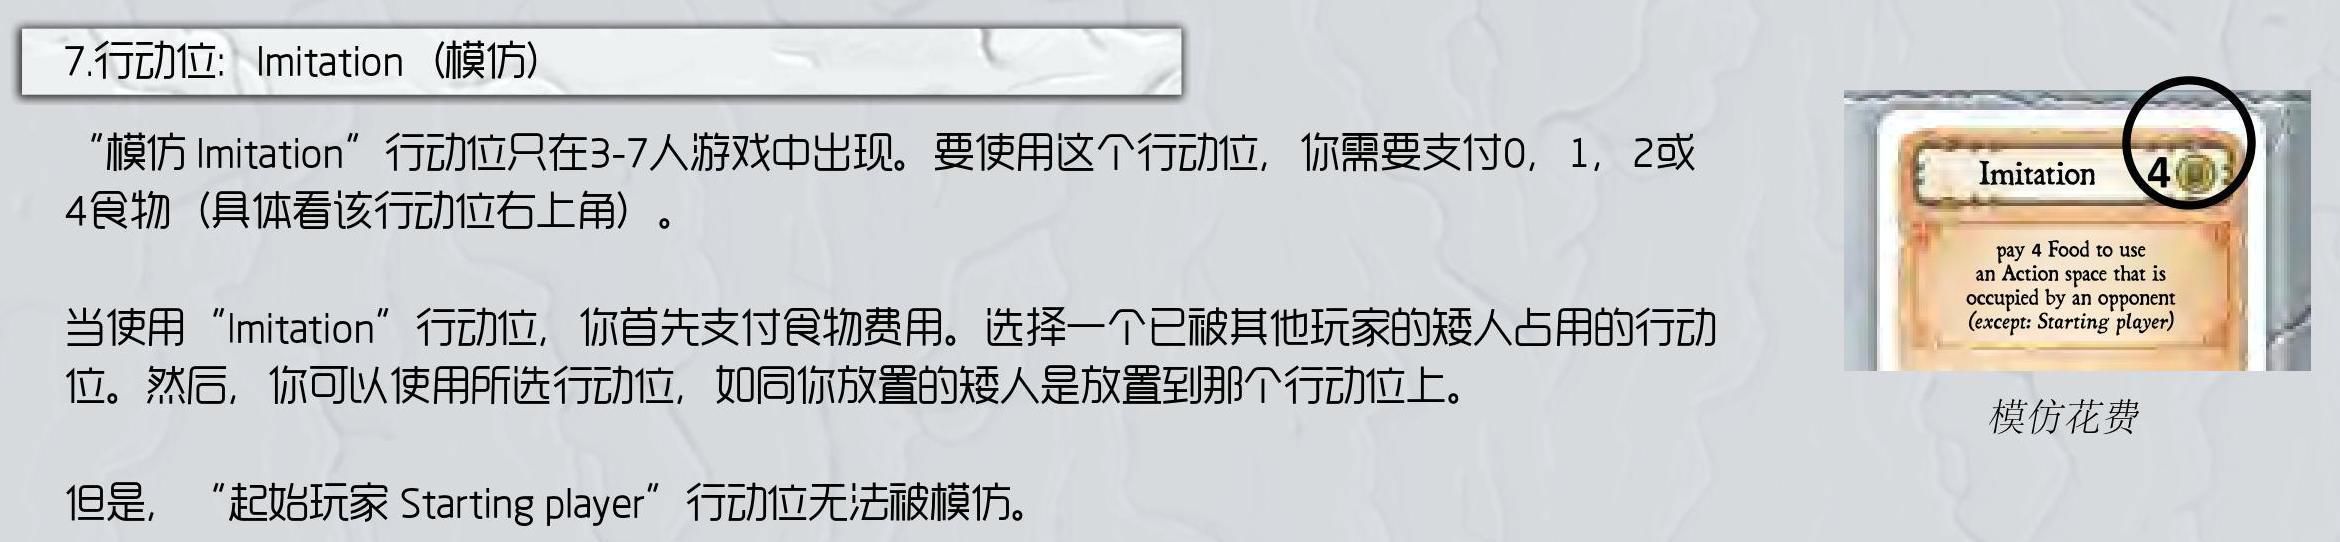 7.行动位： Imitation（模仿）
“模仿 Imitation”行动位只在3-7人游戏中出现。要使用这个行动位，你需要支付0，1，2或
4食物（具体看该行动位右上角）。
当使用“Imitation”行动位，你首先支付食物费用。选择一个已被其他玩家的矮人占用的行动
位。然后，你可以使用所选行动位，如同你放置的矮人是放置到那个行动位上。
但是，“起始玩家 Starting player”行动位无法被模仿。
Imitation 4
pay 4 Food to use
an Action space that is
occupied by an opponent
(except: Starting player)
模仿花费